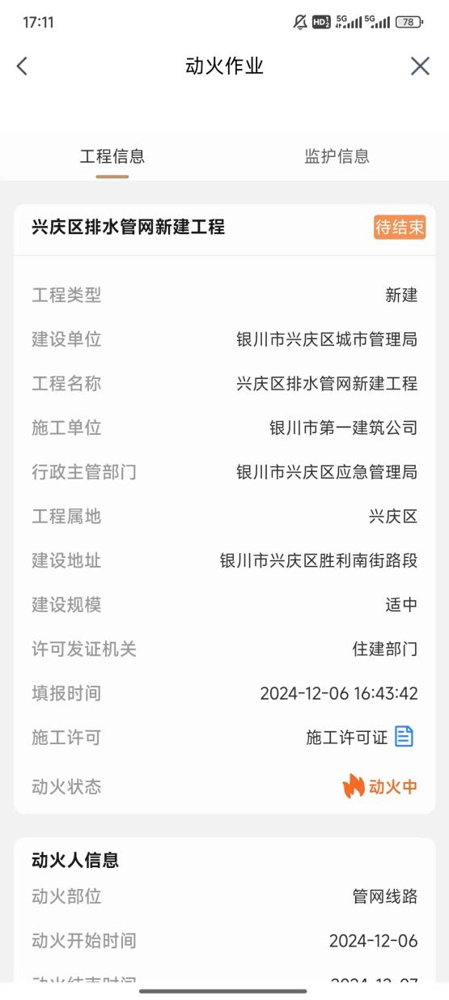 17:11
HD 5G 5G 78
动火作业
工程信息 监护信息
兴庆区排水管网新建工程 待结束
工程类型 新建
建设单位 银川市兴庆区城市管理局
工程名称 兴庆区排水管网新建工程
施工单位 银川市第一建筑公司
行政主管部门 银川市兴庆区应急管理局
工程属地 兴庆区
建设地址 银川市兴庆区胜利南街路段
建设规模 适中
许可发证机关 住建部门
填报时间 2024-12-06 16:43:42
施工许可 施工许可证
动火状态 动火中
动火人信息
动火部位 管网线路
动火开始时间 2024-12-06
动火结束时间 2024-12-07